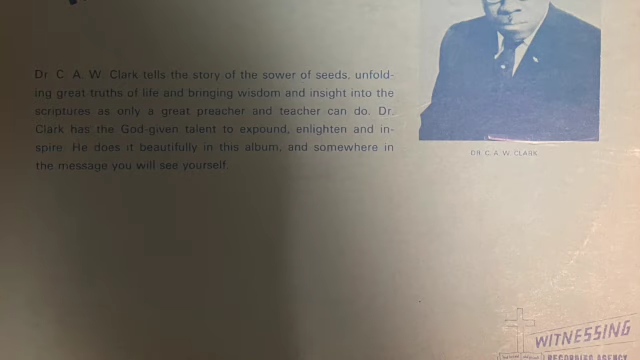 Dr. C. A. W. Clark tells the story of the sower of seeds, unfold-
ing great truths of life and bringing wisdom and insight into the
scriptures as only a great preacher and teacher can do. Dr.
Clark has the God-given talent to expound, enlighten and in-
spire. He does it beautifully in this album, and somewhere in
the message you will see yourself.
DR. C. A. W. CLARK
WITNESSING
RECORDING AGENCY